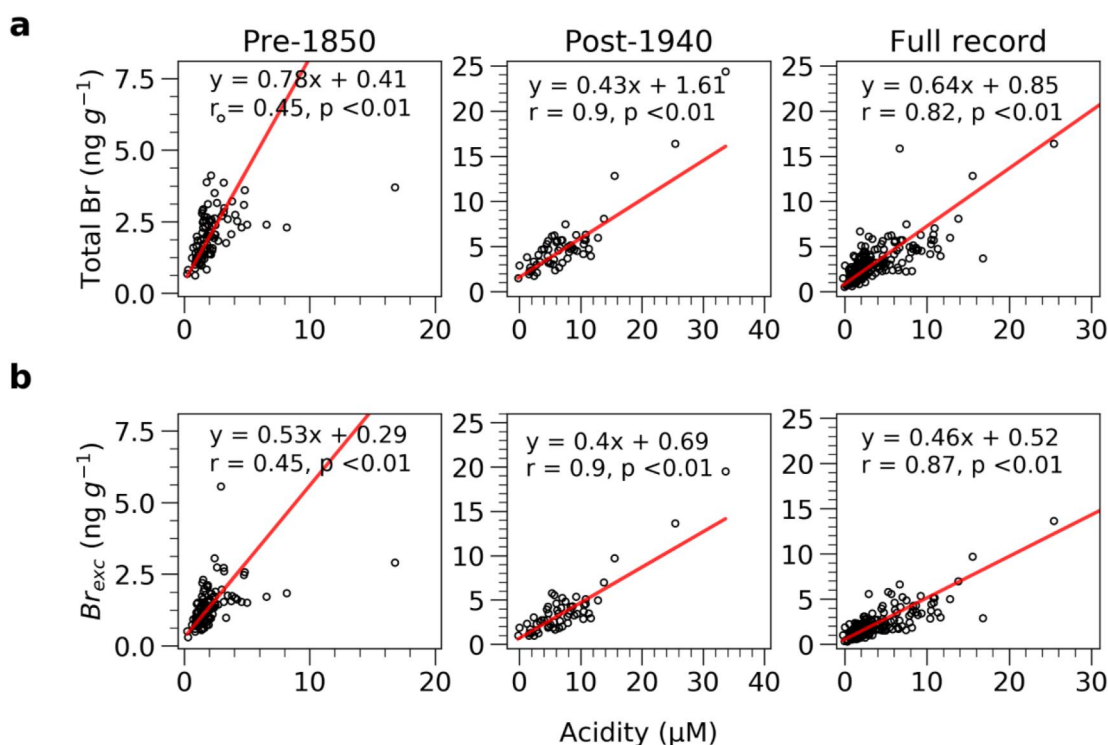 a
Pre-1850 Post-1940 Full record
Total Br (ng g⁻¹)
7.5
5.0
2.5
0.0
y = 0.78x + 0.41
r = 0.45, p <0.01
0 10 20
25
20
15
10
5
0
y = 0.43x + 1.61
r = 0.9, p <0.01
0 10 20 30 40
25
20
15
10
5
0
y = 0.64x + 0.85
r = 0.82, p <0.01
0 10 20 30
b
Br_exc (ng g⁻¹)
7.5
5.0
2.5
0.0
y = 0.53x + 0.29
r = 0.45, p <0.01
0 10 20
25
20
15
10
5
0
y = 0.4x + 0.69
r = 0.9, p <0.01
0 10 20 30 40
25
20
15
10
5
0
y = 0.46x + 0.52
r = 0.87, p <0.01
0 10 20 30
Acidity (μM)